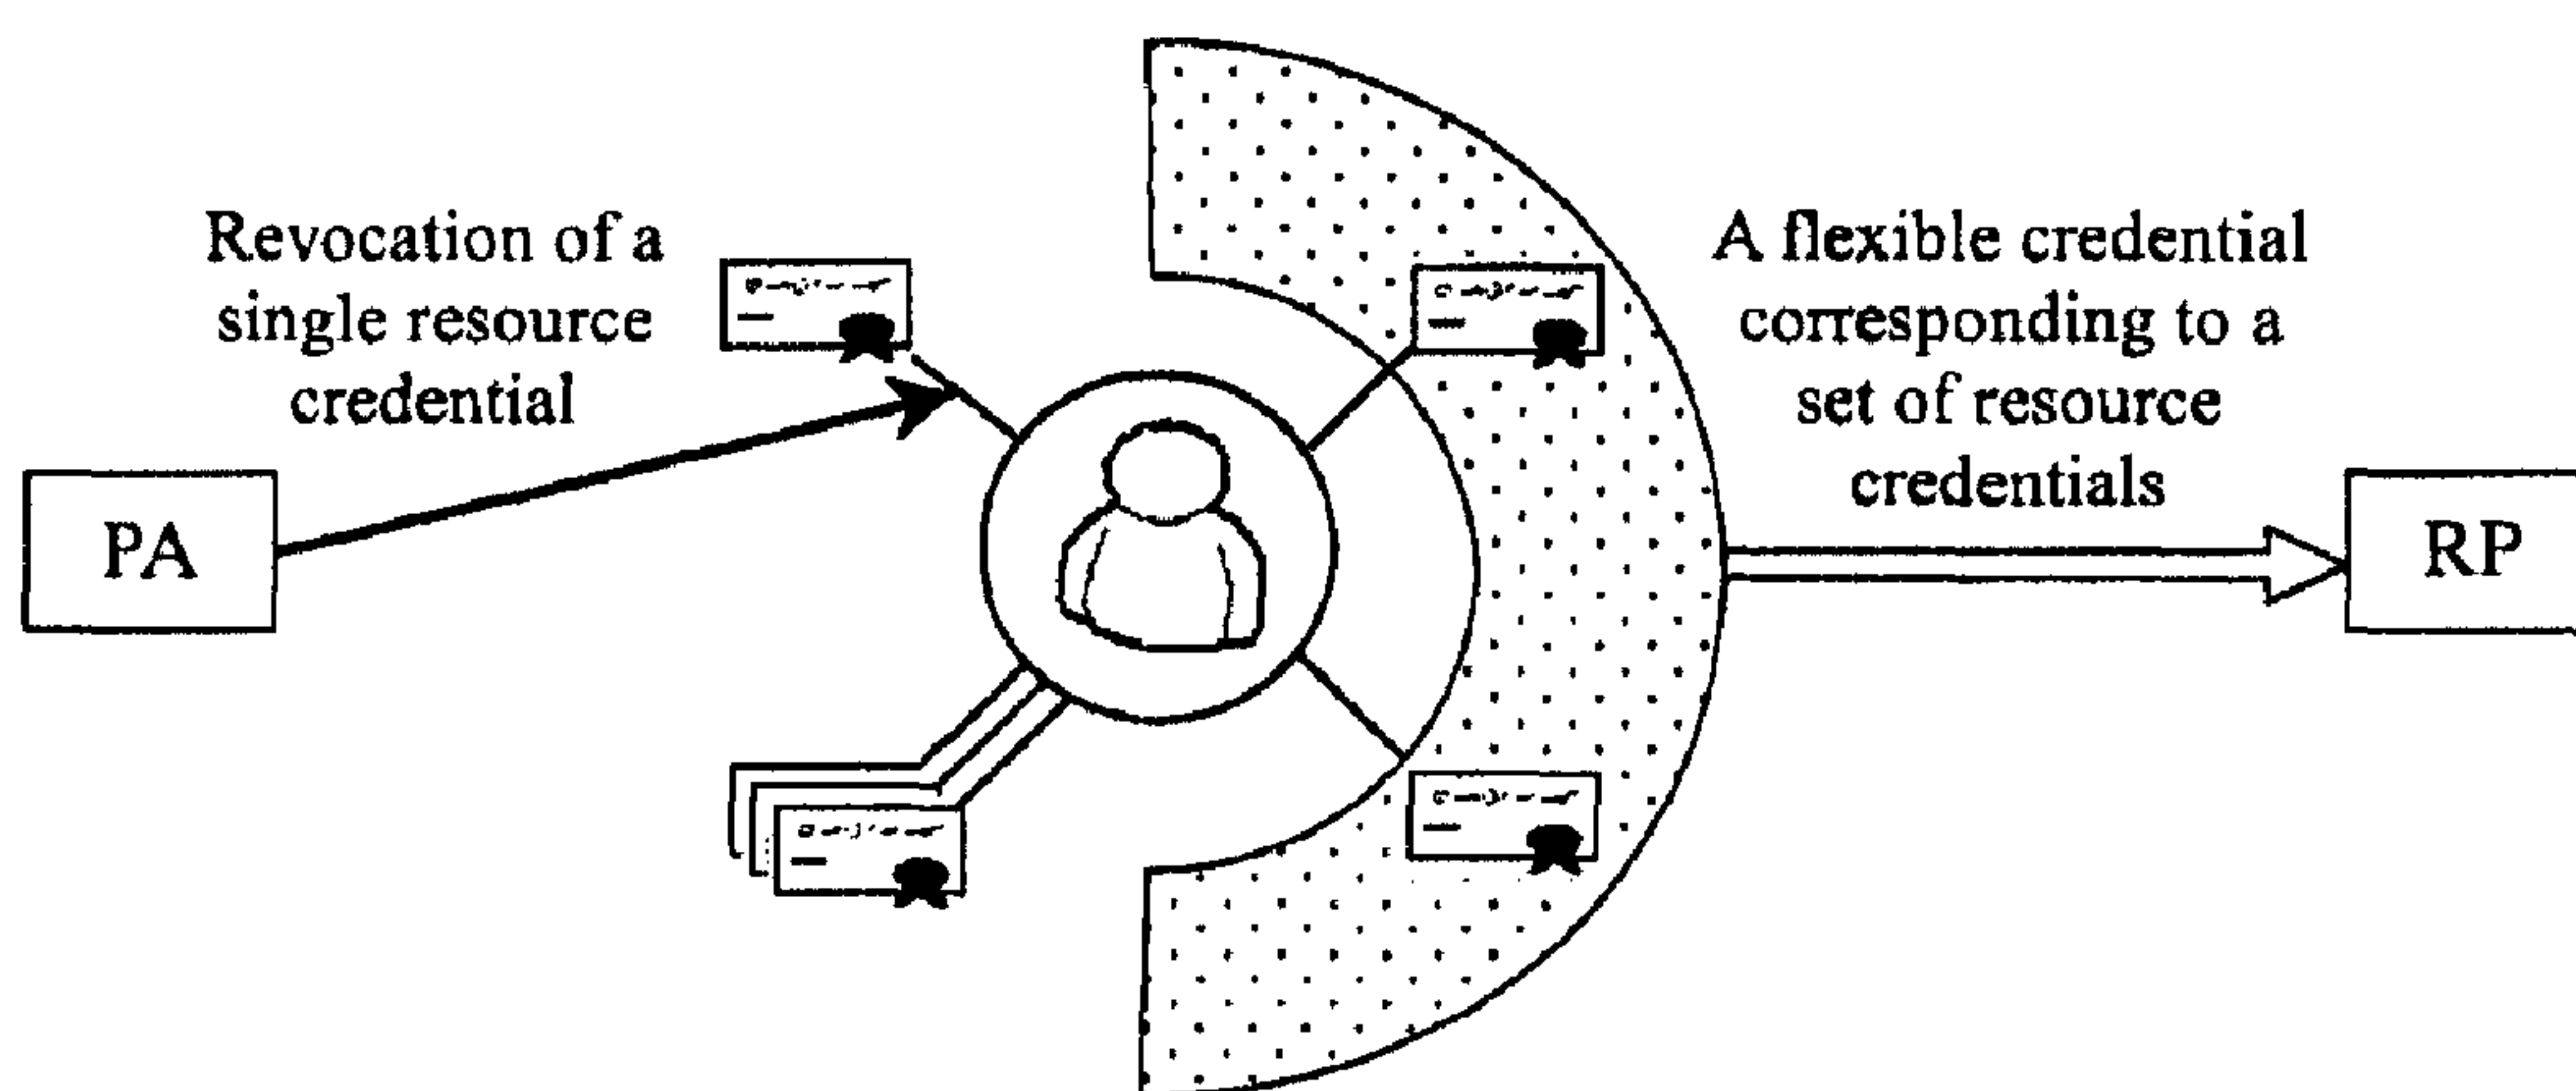 Revocation of a
single resource
credential
PA
A flexible credential
corresponding to a
set of resource
credentials
RP